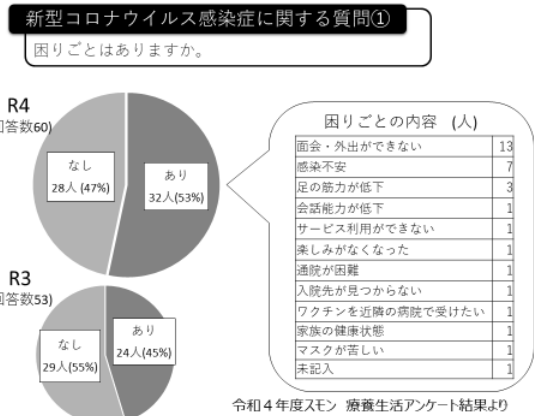 新型コロナウイルス感染症に関する質問①
困りごとはありますか。
R4
回答数60)
なし
28人 (47%)
あり
32人(53%)
R3
回答数53)
なし
29人(55%)
あり
24人(45%)
困りごとの内容 (人)
面会・外出ができない 13
感染不安 7
足の筋力が低下 3
会話能力が低下 1
サービス利用ができない 1
楽しみがなくなった 1
通院が困難 1
入院先が見つからない 1
ワクチンを近隣の病院で受けたい 1
家族の健康状態 1
マスクが苦しい 1
未記入 1
令和4年度スモン 療養生活アンケート結果より